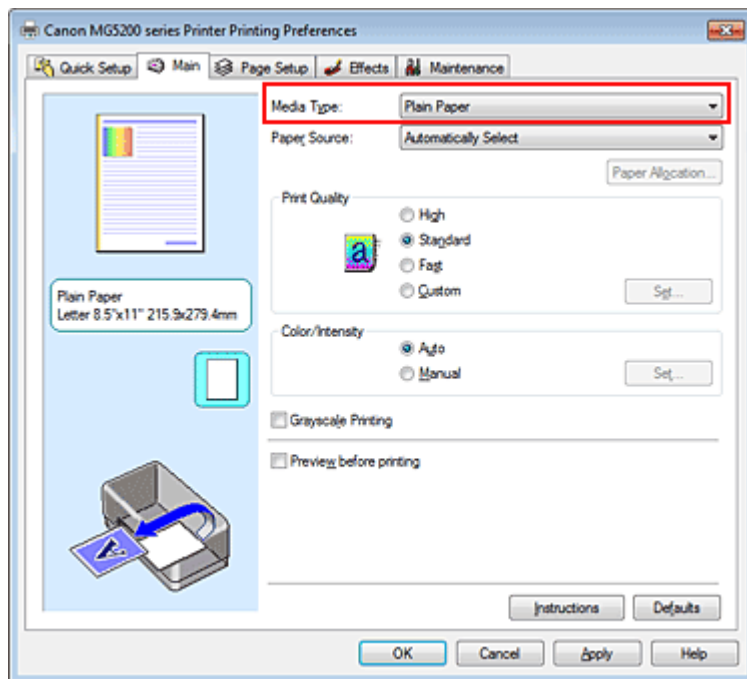 Canon MG5200 series Printer Printing Preferences
Quick Setup Main Page Setup Effects Maintenance
Media Type: Plain Paper
Paper Source: Automatically Select
Paper Allocation...
Print Quality
High
a Standard
Fast
Custom Set...
Plain Paper
Letter 8.5"x11" 215.9x279.4mm
Color/Intensity
Auto
Manual Set...
Grayscale Printing
Preview before printing
A
Instructions Defaults
OK Cancel Apply Help